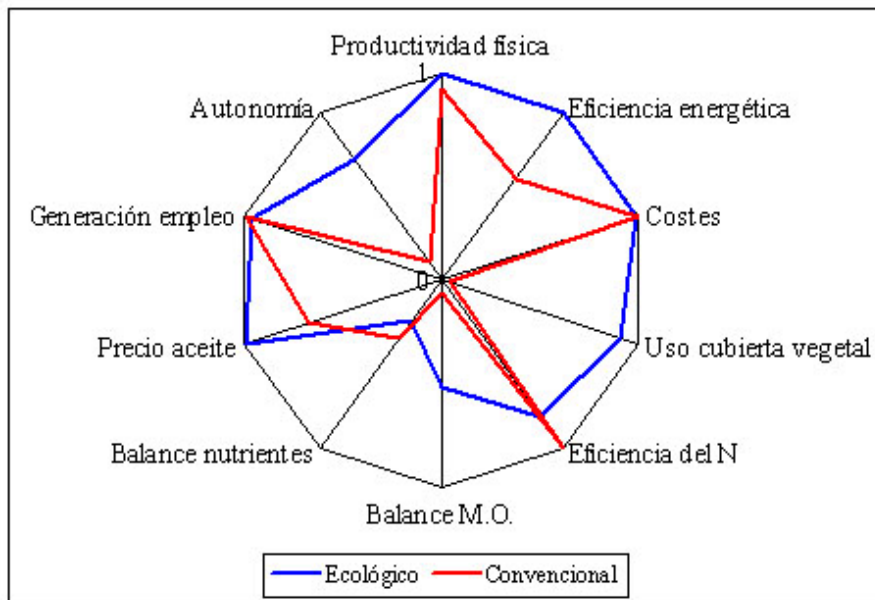 Productividad física
1
Autonomía
Eficiencia energética
Generación empleo
Costes
0
Precio aceite
Uso cubierta vegetal
Balance nutrientes
Eficiencia del N
Balance M.O.
Ecológico
Convencional